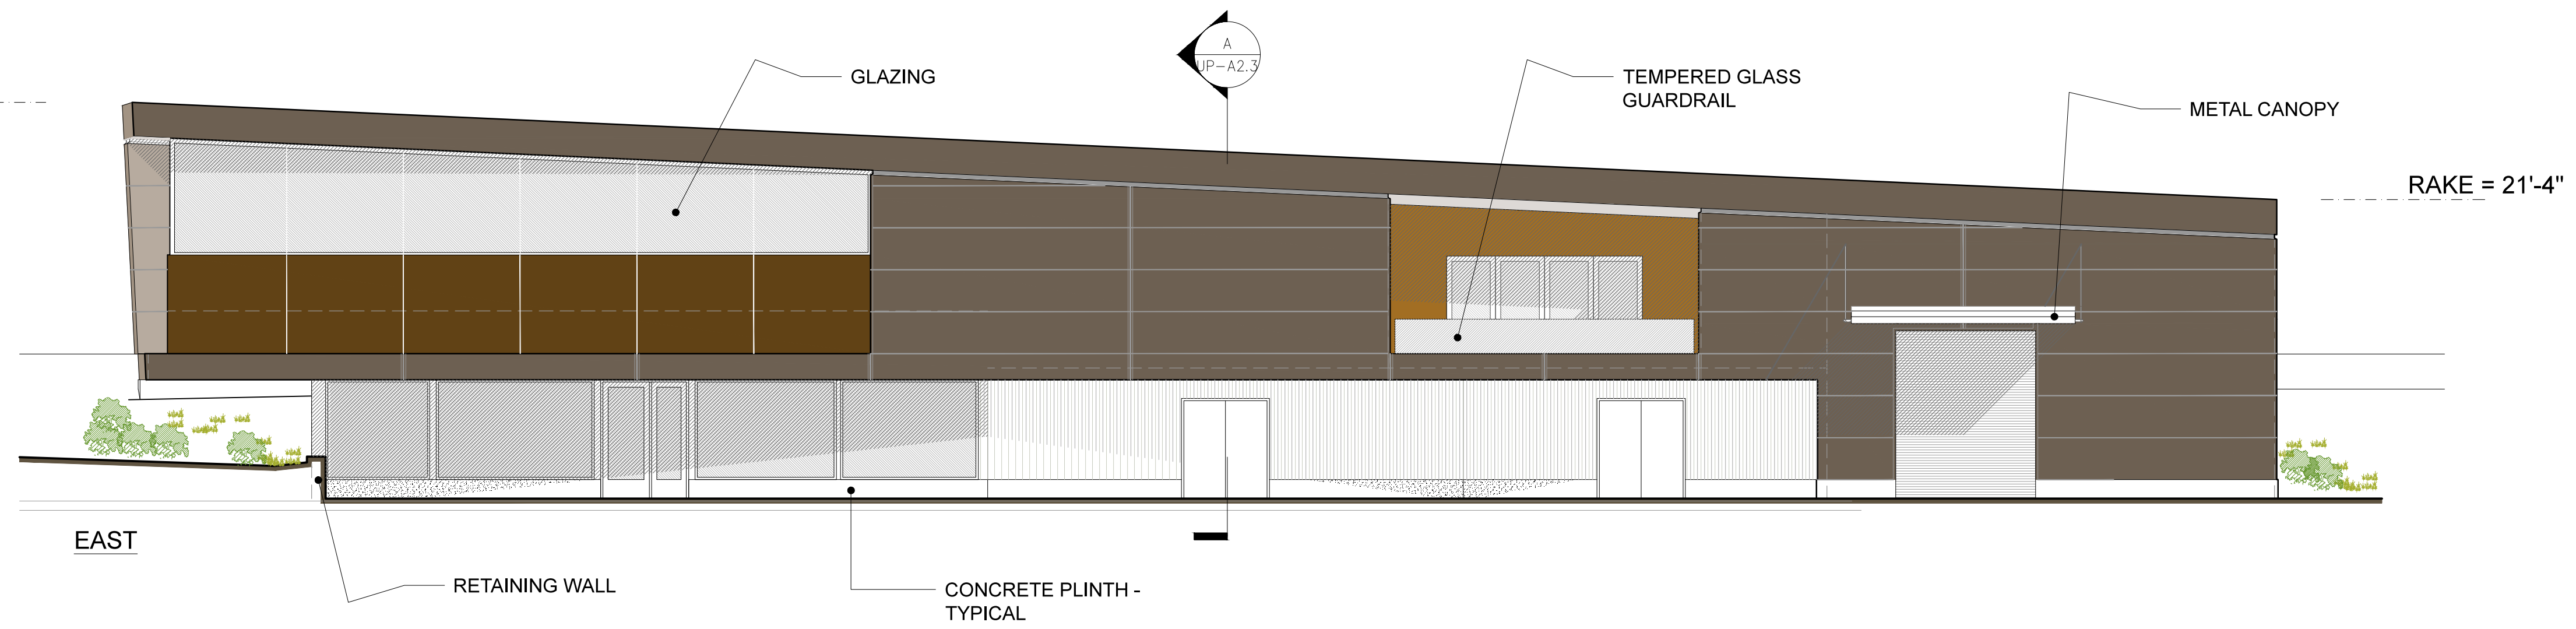 A
UP-A2.3
GLAZING
TEMPERED GLASS
GUARDRAIL
METAL CANOPY
RAKE = 21'-4"
EAST
RETAINING WALL
CONCRETE PLINTH -
TYPICAL